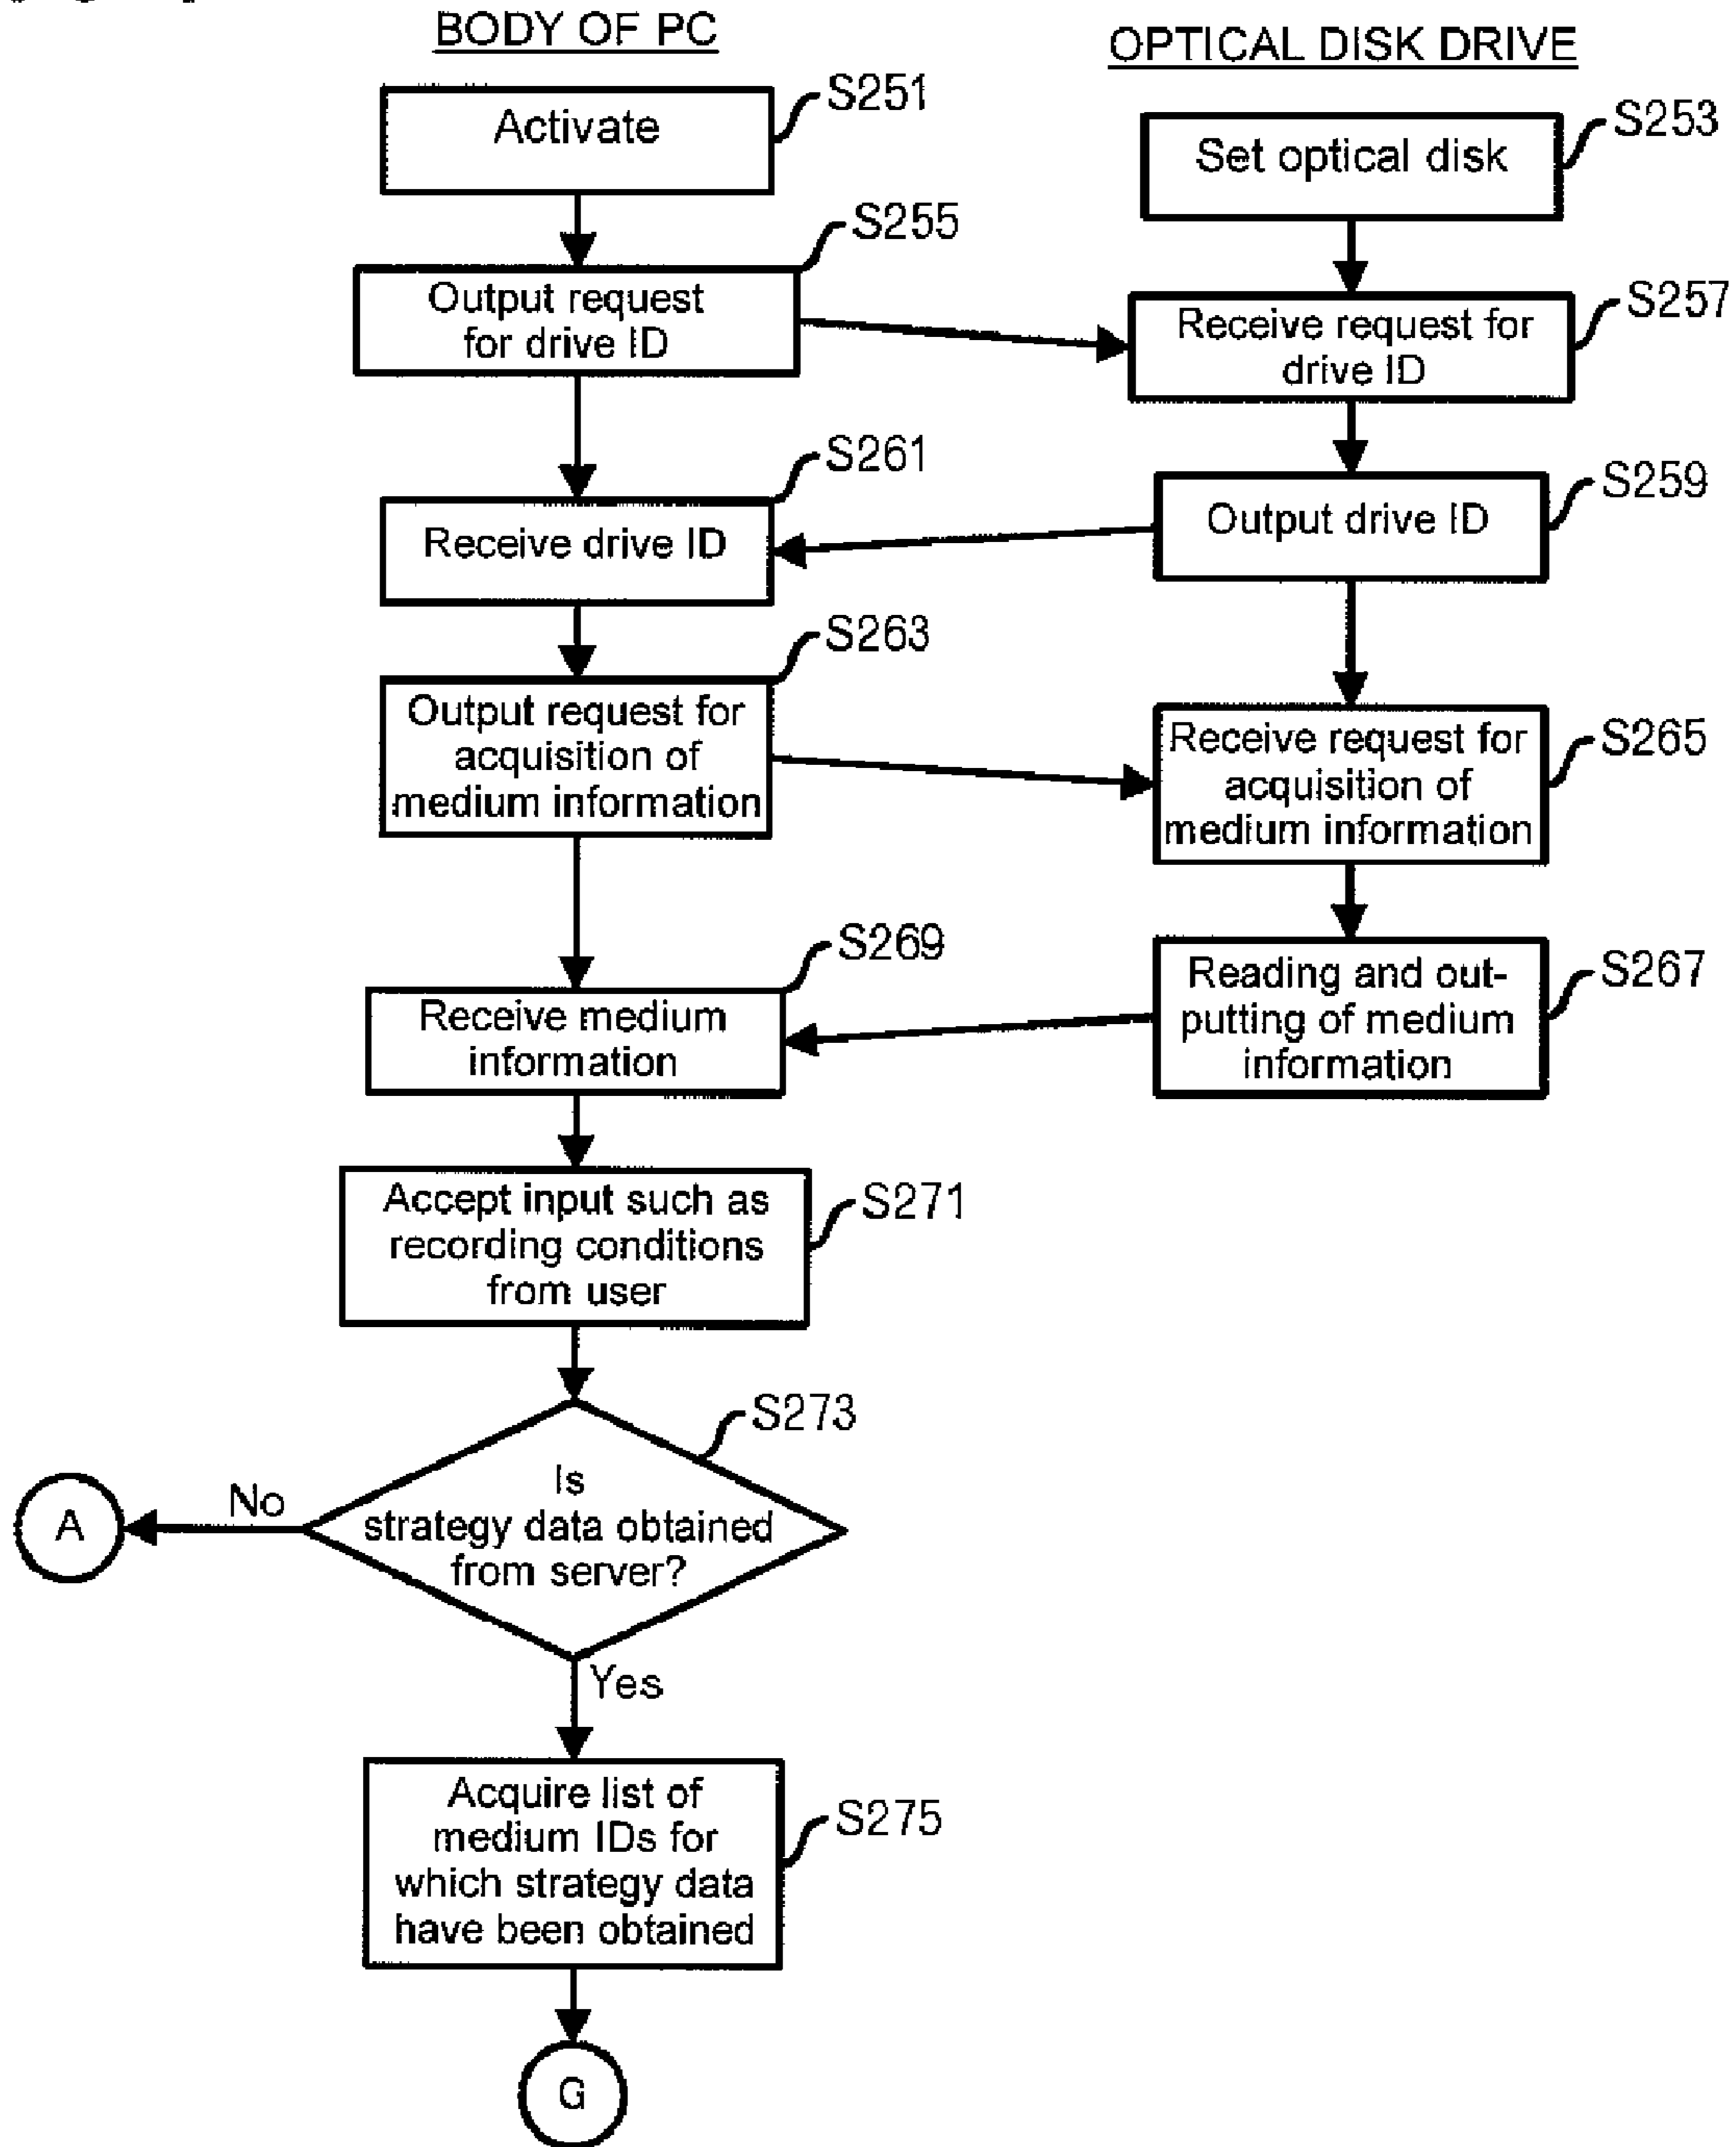 BODY OF PC
OPTICAL DISK DRIVE
Activate
S251
Set optical disk
S253
Output request
for drive ID
S255
Receive request for
drive ID
S257
Receive drive ID
S261
Output drive ID
S259
Output request for
acquisition of
medium information
S263
Receive request for
acquisition of
medium information
S265
Receive medium
information
S269
Reading and out-
putting of medium
information
S267
Accept input such as
recording conditions
from user
S271
Is
strategy data obtained
from server?
S273
No
A
Yes
Acquire list of
medium IDs for
which strategy data
have been obtained
S275
G